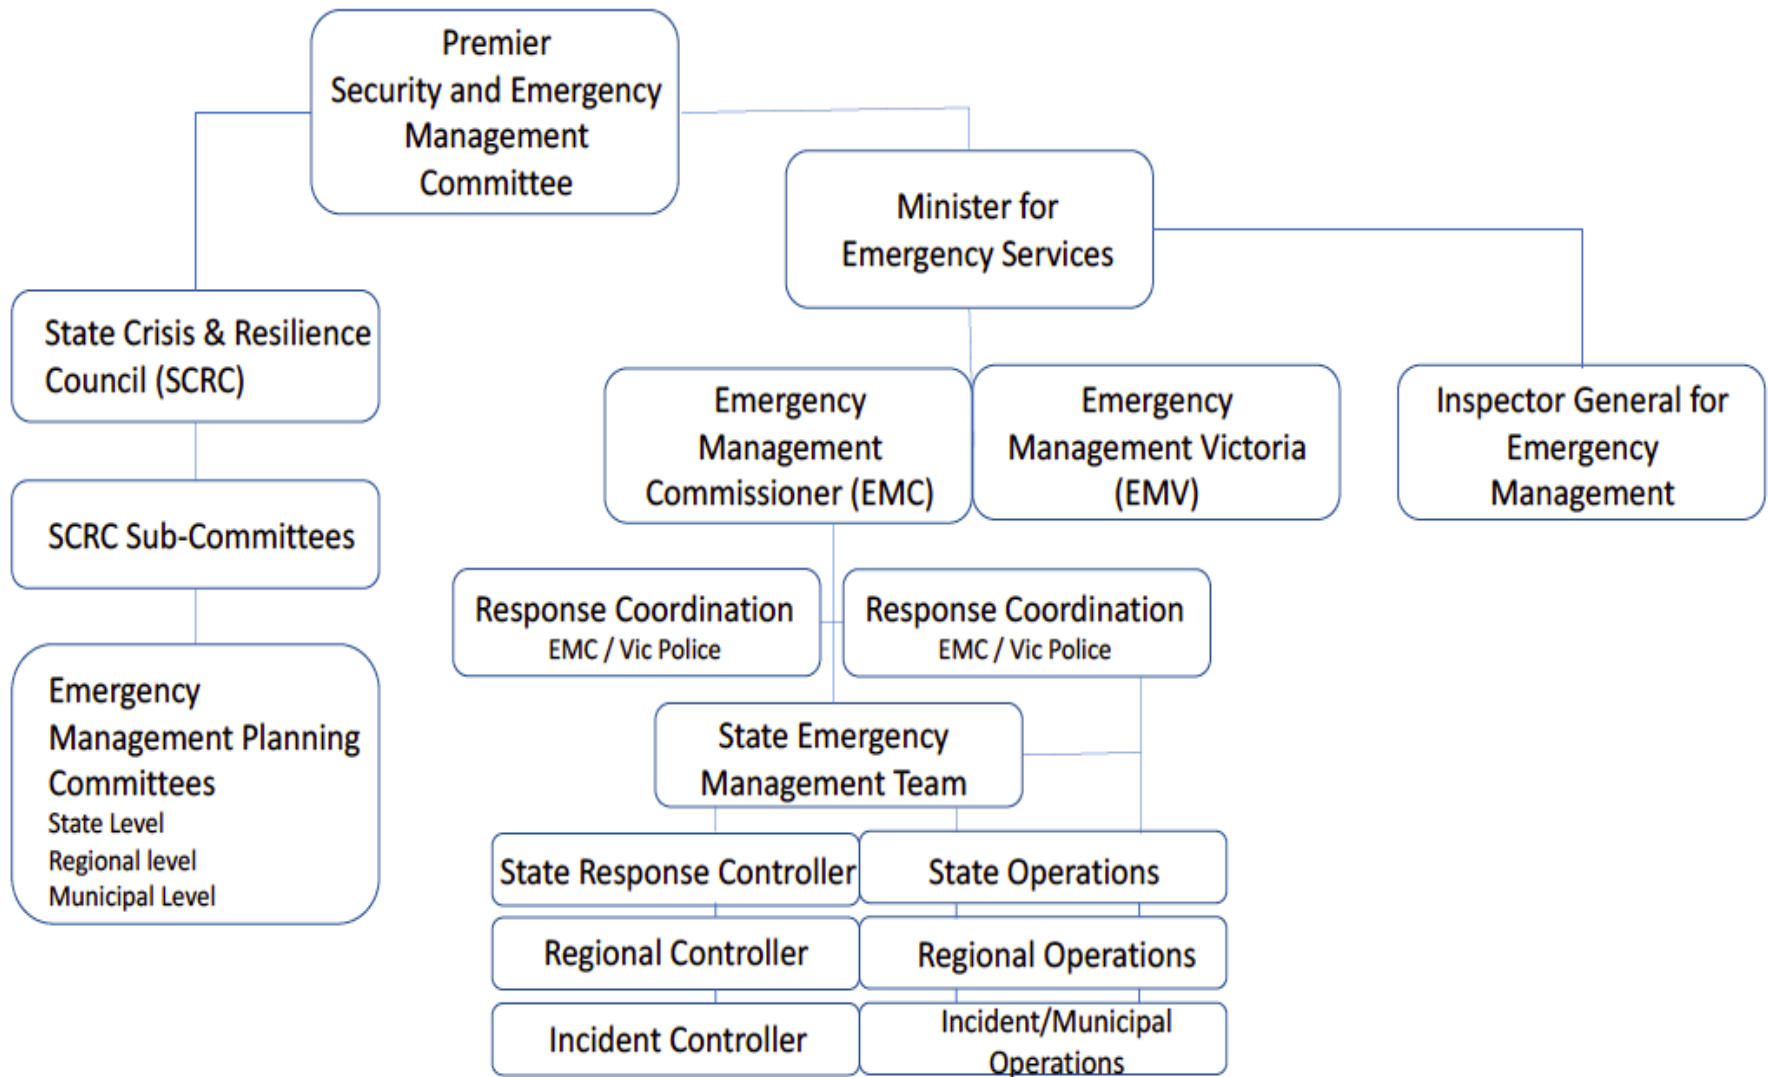 Premier
Security and Emergency
Management
Committee
Minister for
Emergency Services
State Crisis & Resilience
Council (SCRC)
Emergency
Management
Commissioner (EMC)
Emergency
Management Victoria
(EMV)
Inspector General for
Emergency
Management
SCRC Sub-Committees
Response Coordination
EMC / Vic Police
Response Coordination
EMC / Vic Police
Emergency
Management Planning
Committees
State Level
Regional level
Municipal Level
State Emergency
Management Team
State Response Controller
State Operations
Regional Controller
Regional Operations
Incident Controller
Incident/Municipal
Operations